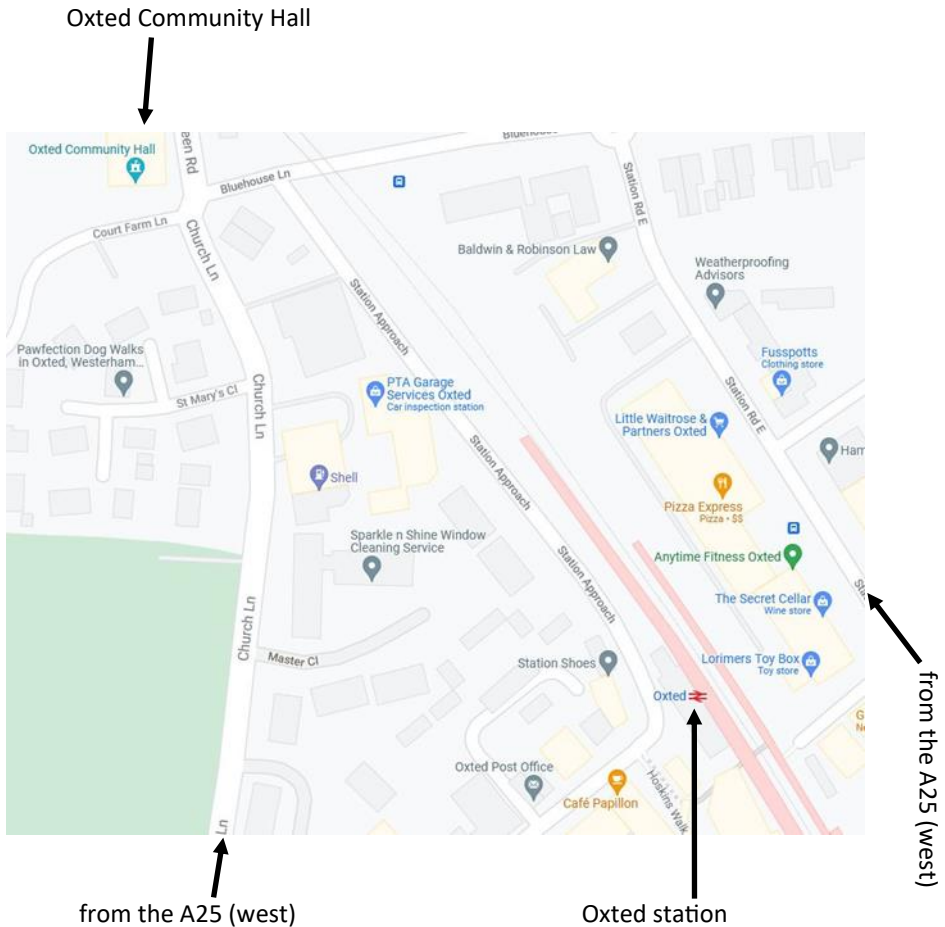 Oxted Community Hall
Oxted Community Hall
een Rd
Bluehouse Ln
Bluehouse
Court Farm Ln
Church Ln
Station Rd E
Baldwin & Robinson Law
Weatherproofing
Advisors
Station Approach
Pawfection Dog Walks
in Oxted, Westerham...
St Mary's Cl
Church Ln
PTA Garage
Services Oxted
Car inspection station
Fusspotts
Clothing store
Station Rd E
Little Waitrose &
Partners Oxted
Ham
Shell
Station Approach
Pizza Express
Pizza • $$
Sparkle n Shine Window
Cleaning Service
Station Approach
Anytime Fitness Oxted
Sta
The Secret Cellar
Wine store
Church Ln
Master Cl
Station Shoes
Lorimers Toy Box
Toy store
Oxted
G
Ne
Oxted Post Office
Café Papillon
Hoskins Walk
Ln
from the A25 (west)
from the A25 (west)
Oxted station